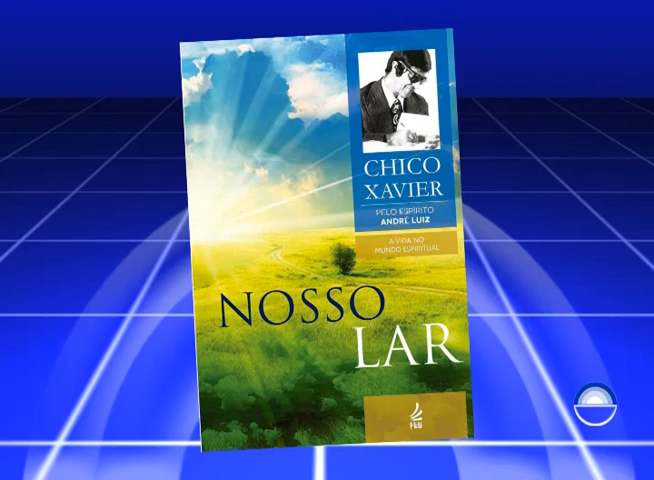 CHICO
XAVIER
PELO ESPÍRITO
ANDRÉ LUIZ
A VIDA NO
MUNDO ESPIRITUAL
NOSSO
LAR
FEB